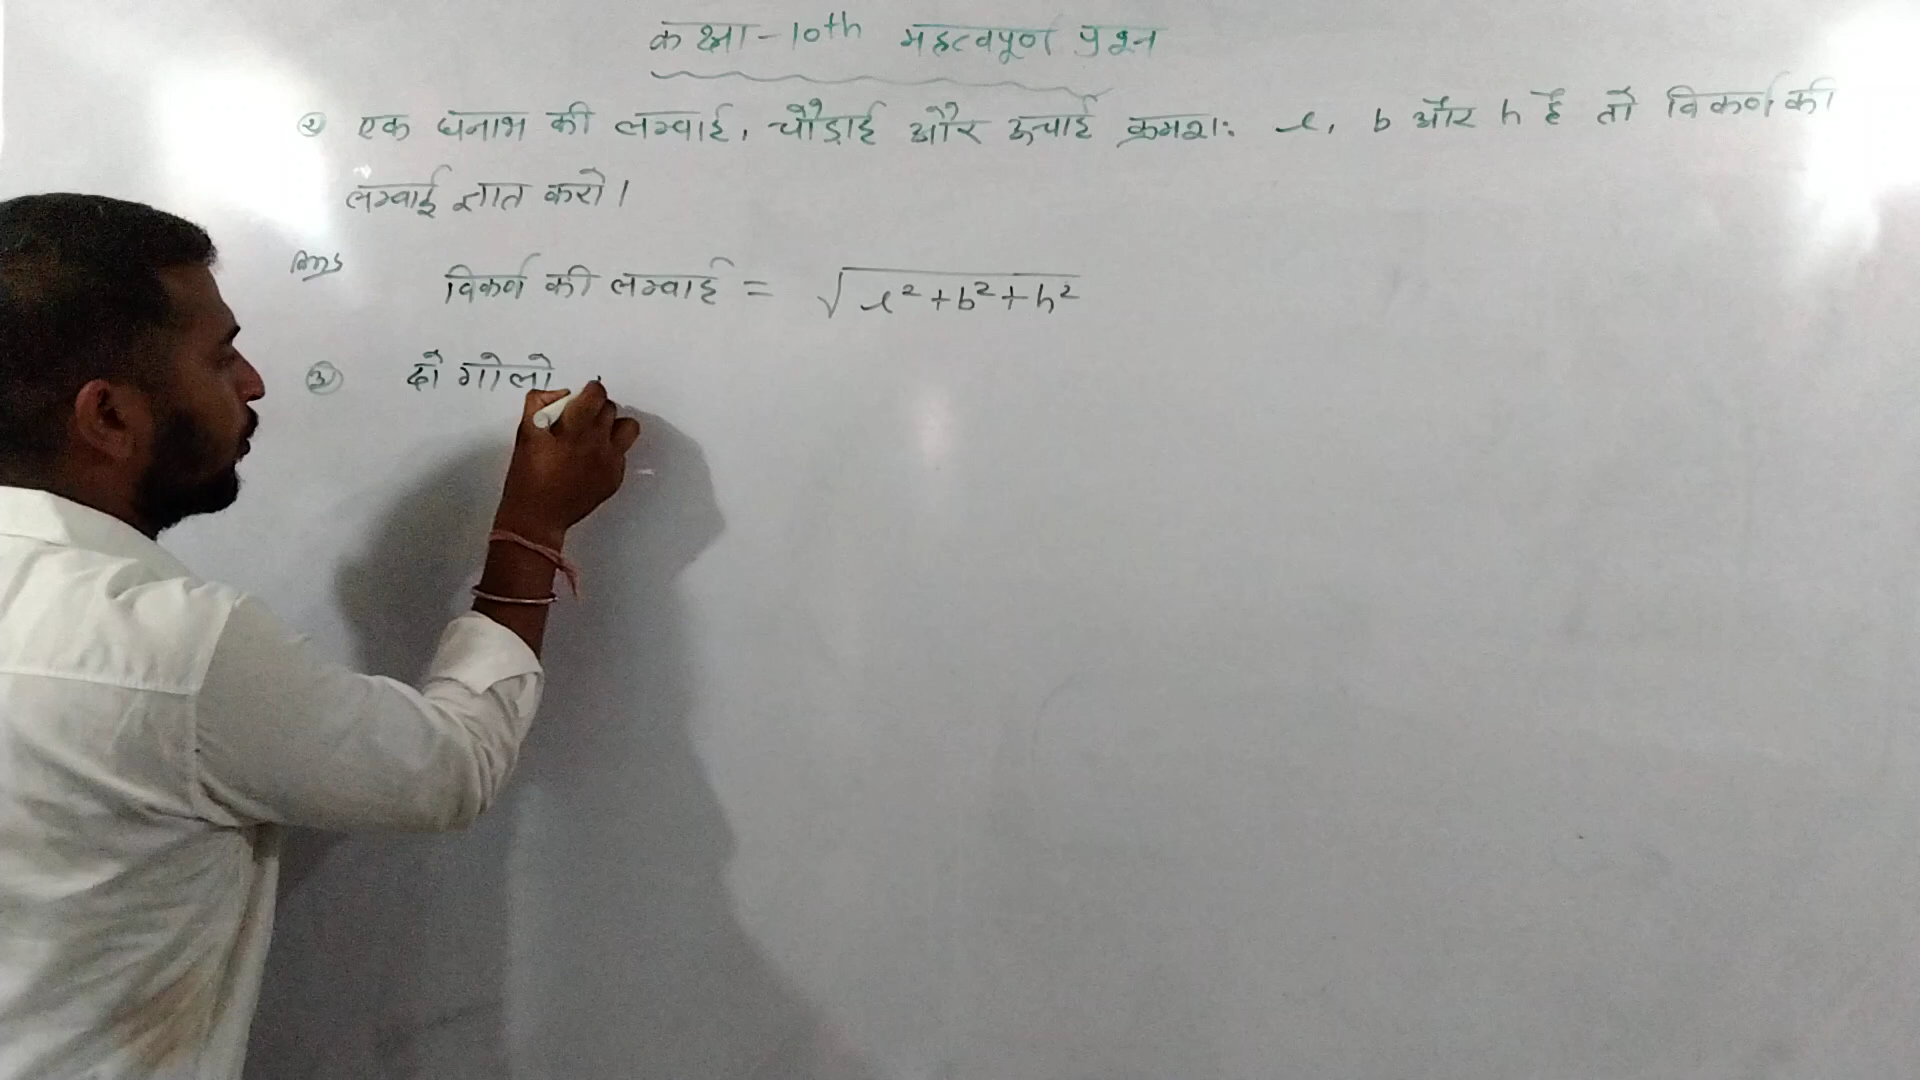 कक्षा - 10th महत्वपूर्ण प्रश्न
② एक घनाभ की लम्बाई, चौड़ाई और ऊचाई क्रमशः l, b और h है तो विकर्ण की
लम्बाई ज्ञात करो।
Ans विकर्ण की लम्बाई = √l²+b²+h²
③ दो गोलो